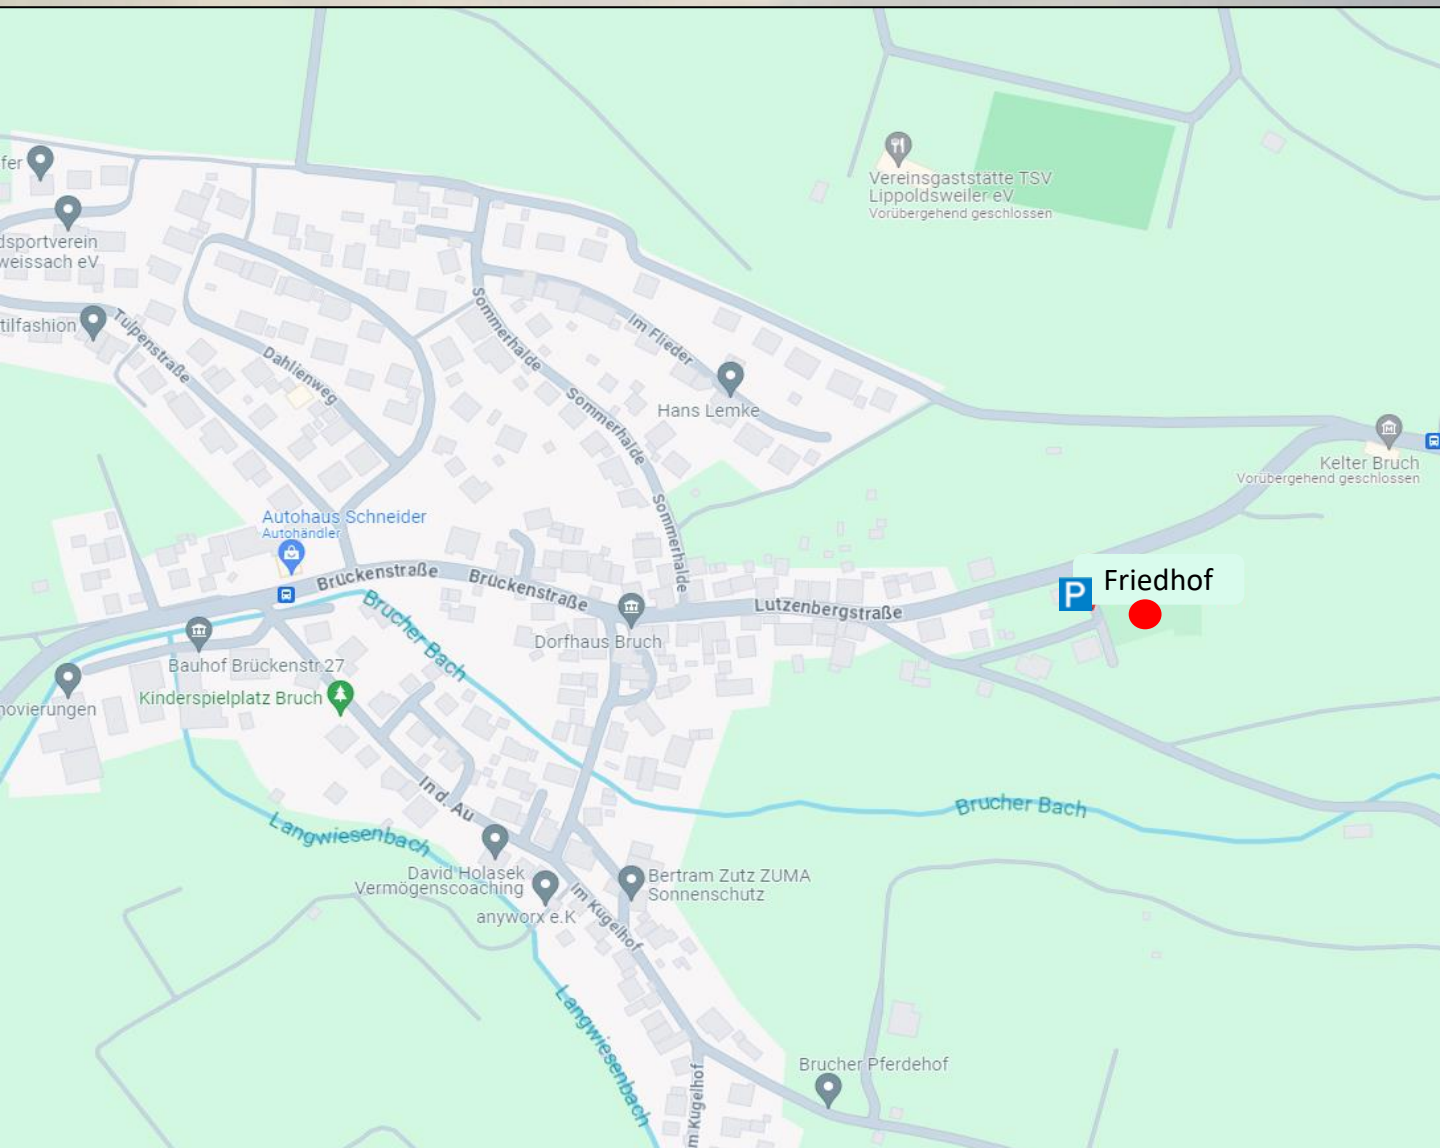 fer
dsportverein
weissach eV
tilfashion
Tulpenstraße
Dahlienweg
Vereinsgaststätte TSV
Lippoldsweiler eV
Vorübergehend geschlossen
Sommerhalde
Im Flieder
Hans Lemke
Sommerhalde
Sommerhalde
Kelter Bruch
Vorübergehend geschlossen
Autohaus Schneider
Autohändler
Brückenstraße
Brückenstraße
Lutzenbergstraße
P
Friedhof
Brucher Bach
Dorfhaus Bruch
Bauhof Brückenstr.27
Kinderspielplatz Bruch
novierungen
In d. Au
Langwiesenbach
Brucher Bach
David Holasek
Vermögenscoaching
anyworx e.K
Bertram Zutz ZUMA
Sonnenschutz
Im Kugelhof
Langwiesenbach
Brucher Pferdehof
m Kugelhof